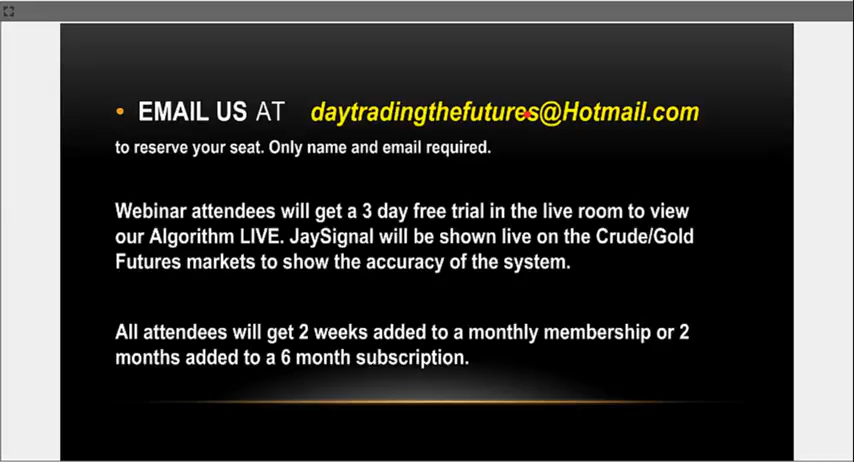 • EMAIL US AT daytradingthefutures@Hotmail.com
to reserve your seat. Only name and email required.
Webinar attendees will get a 3 day free trial in the live room to view
our Algorithm LIVE. JaySignal will be shown live on the Crude/Gold
Futures markets to show the accuracy of the system.
All attendees will get 2 weeks added to a monthly membership or 2
months added to a 6 month subscription.